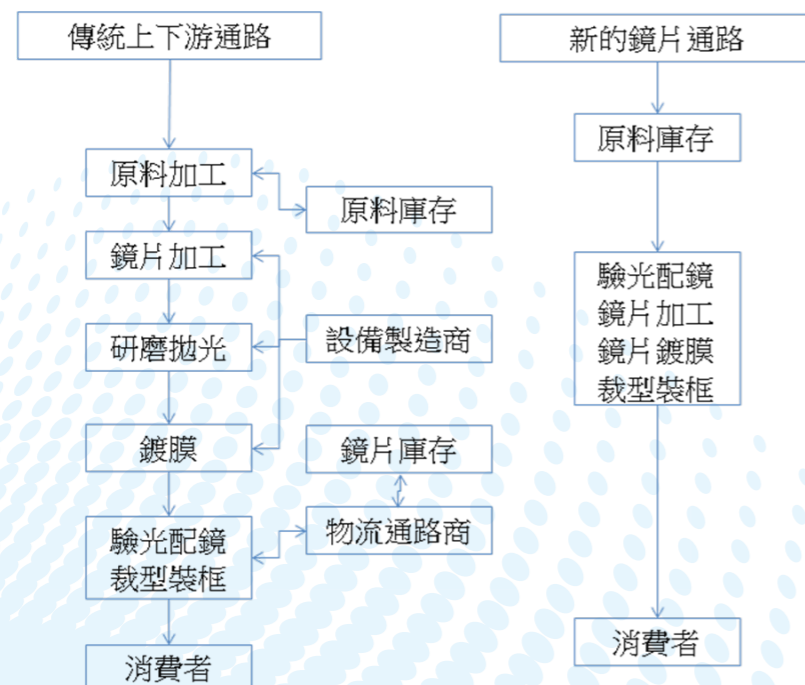 傳統上下游通路
原料加工
原料庫存
鏡片加工
研磨拋光
設備製造商
鍍膜
鏡片庫存
驗光配鏡
裁型裝框
物流通路商
消費者
新的鏡片通路
原料庫存
驗光配鏡
鏡片加工
鏡片鍍膜
裁型裝框
消費者